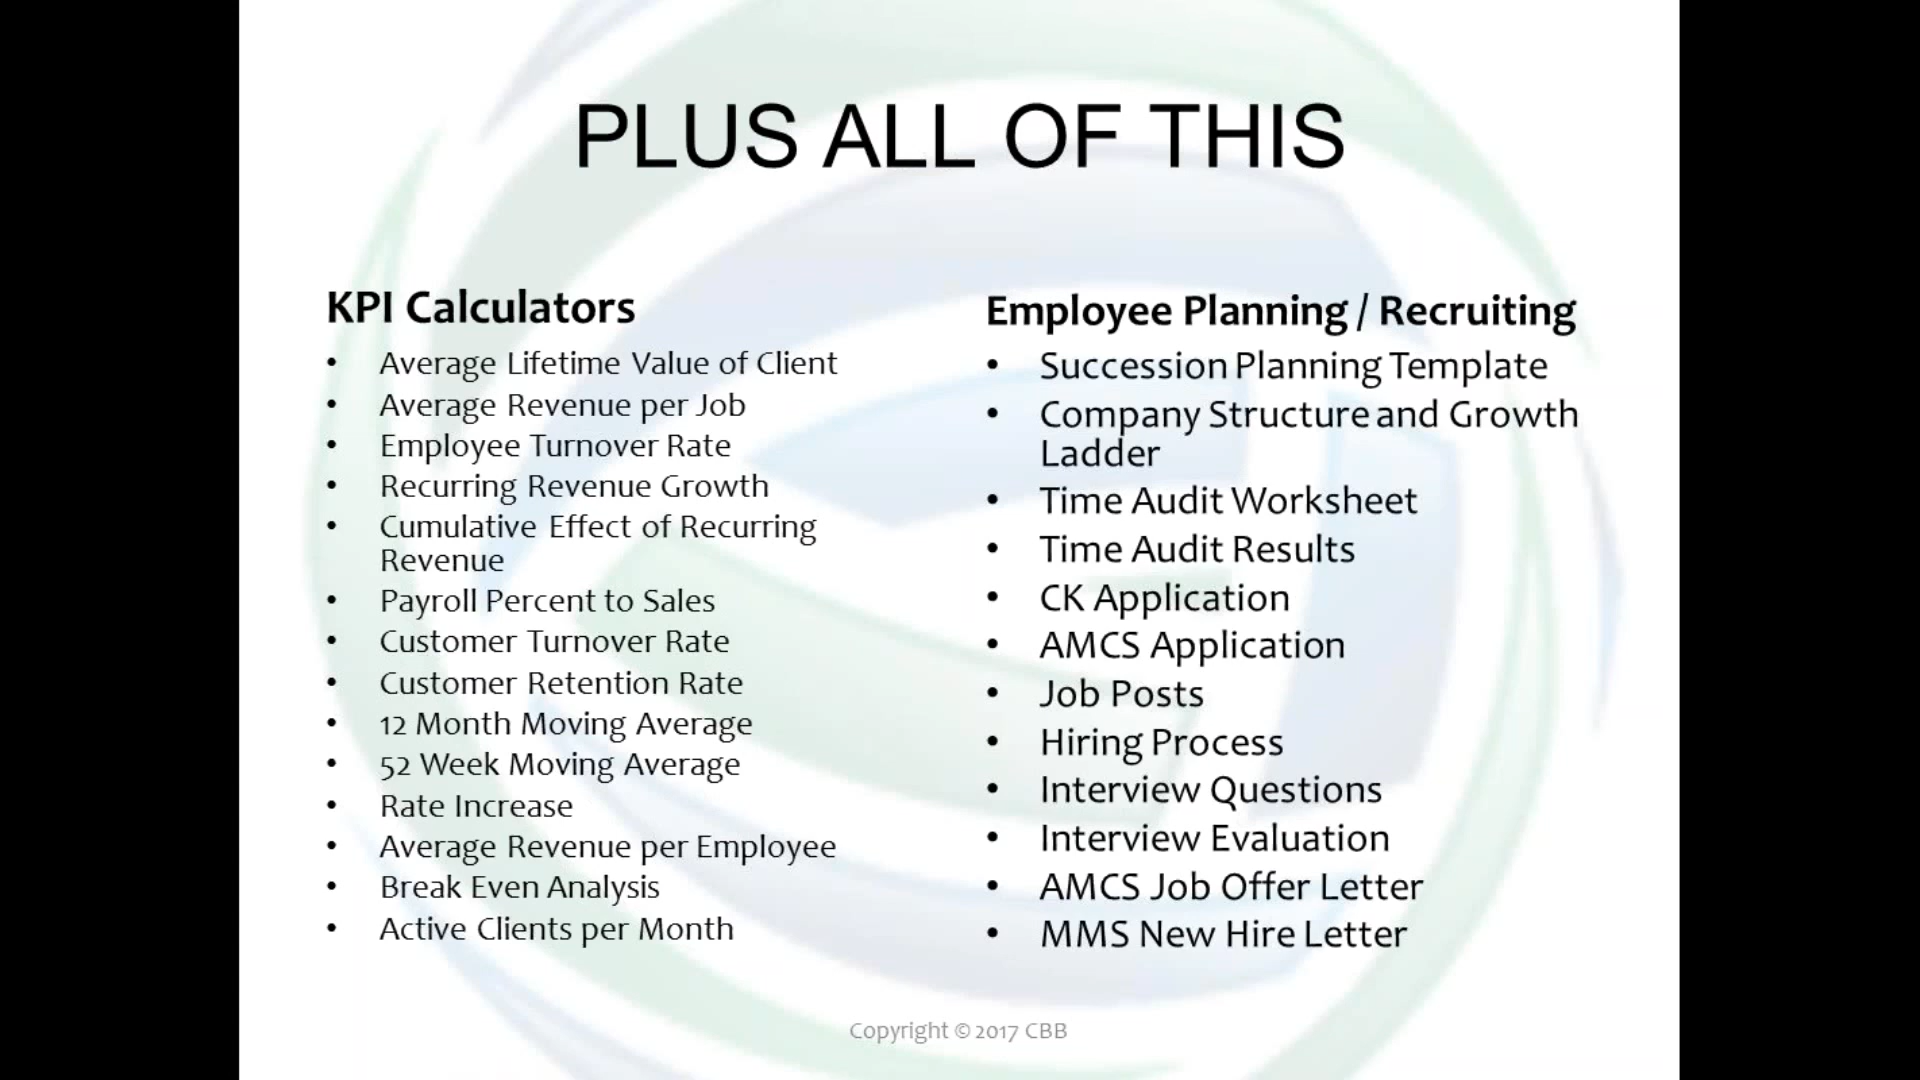 PLUS ALL OF THIS
KPI Calculators
• Average Lifetime Value of Client
• Average Revenue per Job
• Employee Turnover Rate
• Recurring Revenue Growth
• Cumulative Effect of Recurring
Revenue
• Payroll Percent to Sales
• Customer Turnover Rate
• Customer Retention Rate
• 12 Month Moving Average
• 52 Week Moving Average
• Rate Increase
• Average Revenue per Employee
• Break Even Analysis
• Active Clients per Month
Employee Planning / Recruiting
• Succession Planning Template
• Company Structure and Growth
Ladder
• Time Audit Worksheet
• Time Audit Results
• CK Application
• AMCS Application
• Job Posts
• Hiring Process
• Interview Questions
• Interview Evaluation
• AMCS Job Offer Letter
• MMS New Hire Letter
Copyright © 2017 CBB